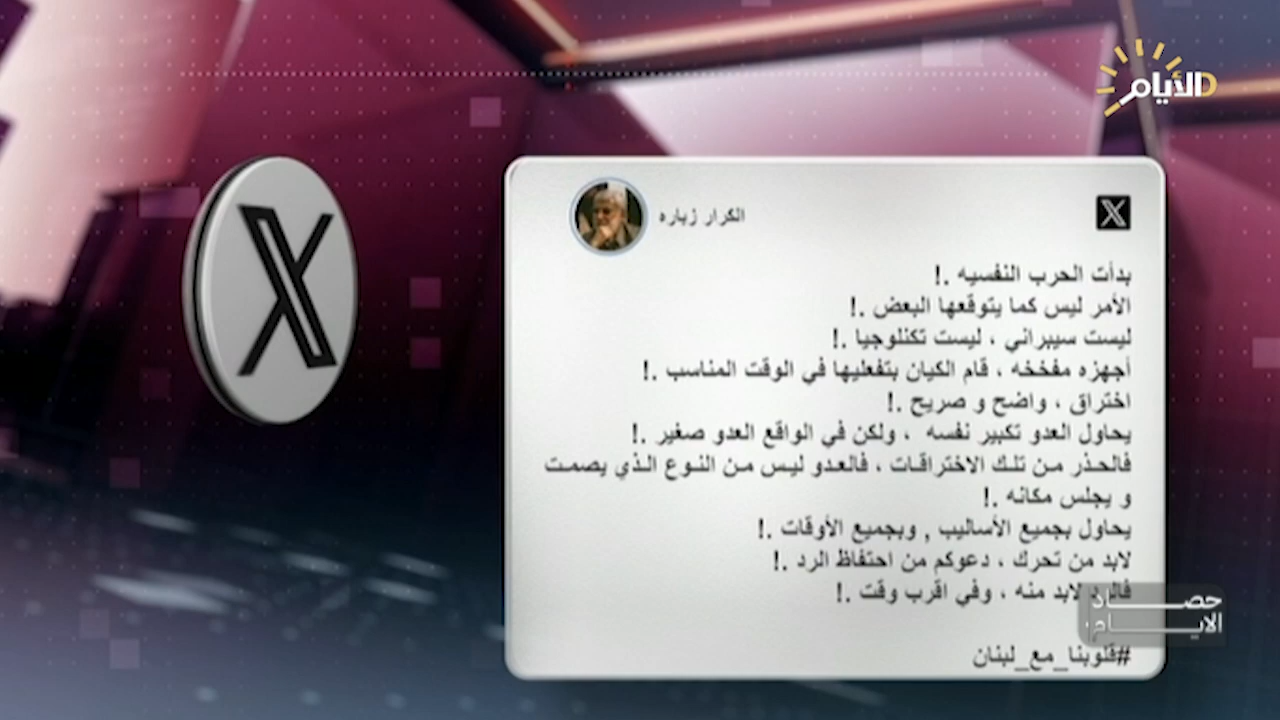 الأيام
الكرار زباره
بدأت الحرب النفسيه .!
الأمر ليس كما يتوقعها البعض .!
ليست سيبراني ، ليست تكنلوجيا .!
أجهزه مفخخه ، قام الكيان بتفعليها في الوقت المناسب .!
اختراق ، واضح و صريح .!
يحاول العدو تكبير نفسه ، ولكن في الواقع العدو صغير .!
فالحذر من تلك الاختراقات ، فالعدو ليس من النوع الذي يصمت
و يجلس مكانه .!
يحاول بجميع الأساليب , وبجميع الأوقات .!
لابد من تحرك ، دعوكم من احتفاظ الرد .!
فالرد لابد منه ، وفي اقرب وقت .!
حصاد
الايام
#قلوبنا_مع_لبنان